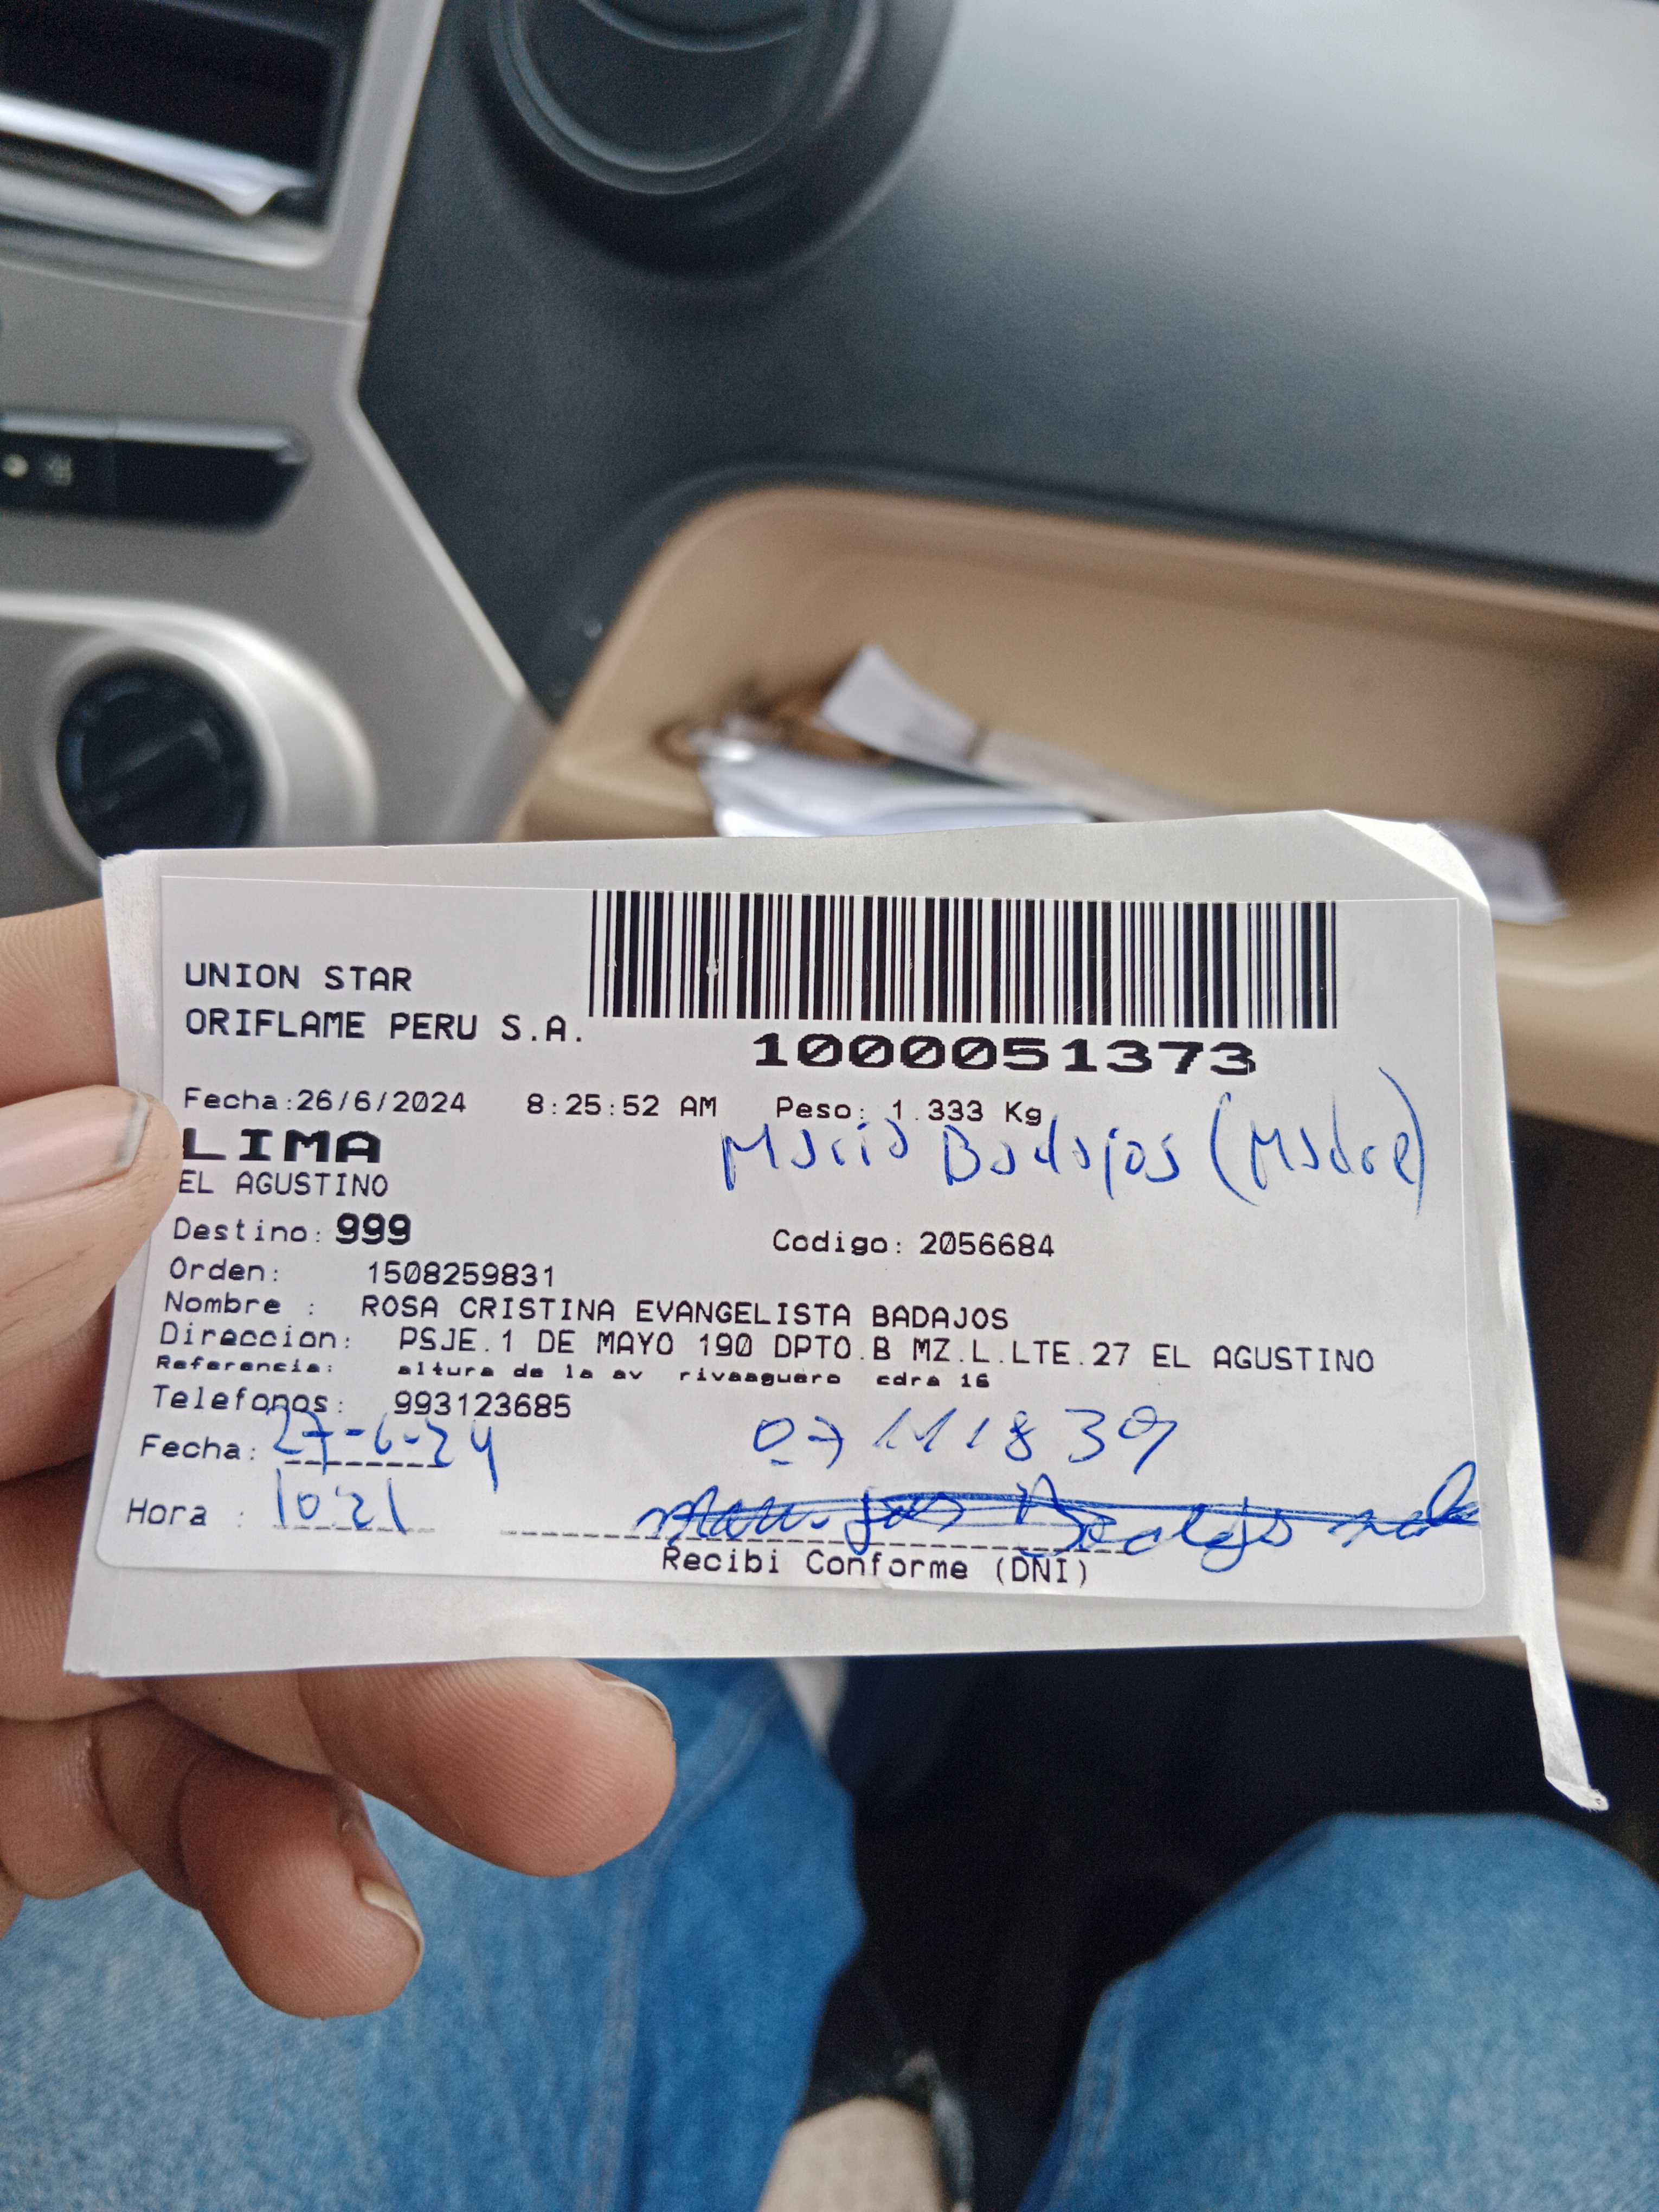 UNION STAR
ORIFLAME PERU S.A.
1000051373
Fecha:26/6/2024 8:25:52 AM Peso: 1.333 Kg
LIMA
Maria Badajos (Madre)
EL AGUSTINO
Destino: 999 Codigo: 2056684
Orden: 1508259831
Nombre : ROSA CRISTINA EVANGELISTA BADAJOS
Direccion: PSJE.1 DE MAYO 190 DPTO.B MZ.L.LTE.27 EL AGUSTINO
Referencia: altura de la av rivaaguero cdra 16
Telefonos: 993123685
Fecha: 27-6-24 07111839
Hora : 10:21
Recibi Conforme (DNI)